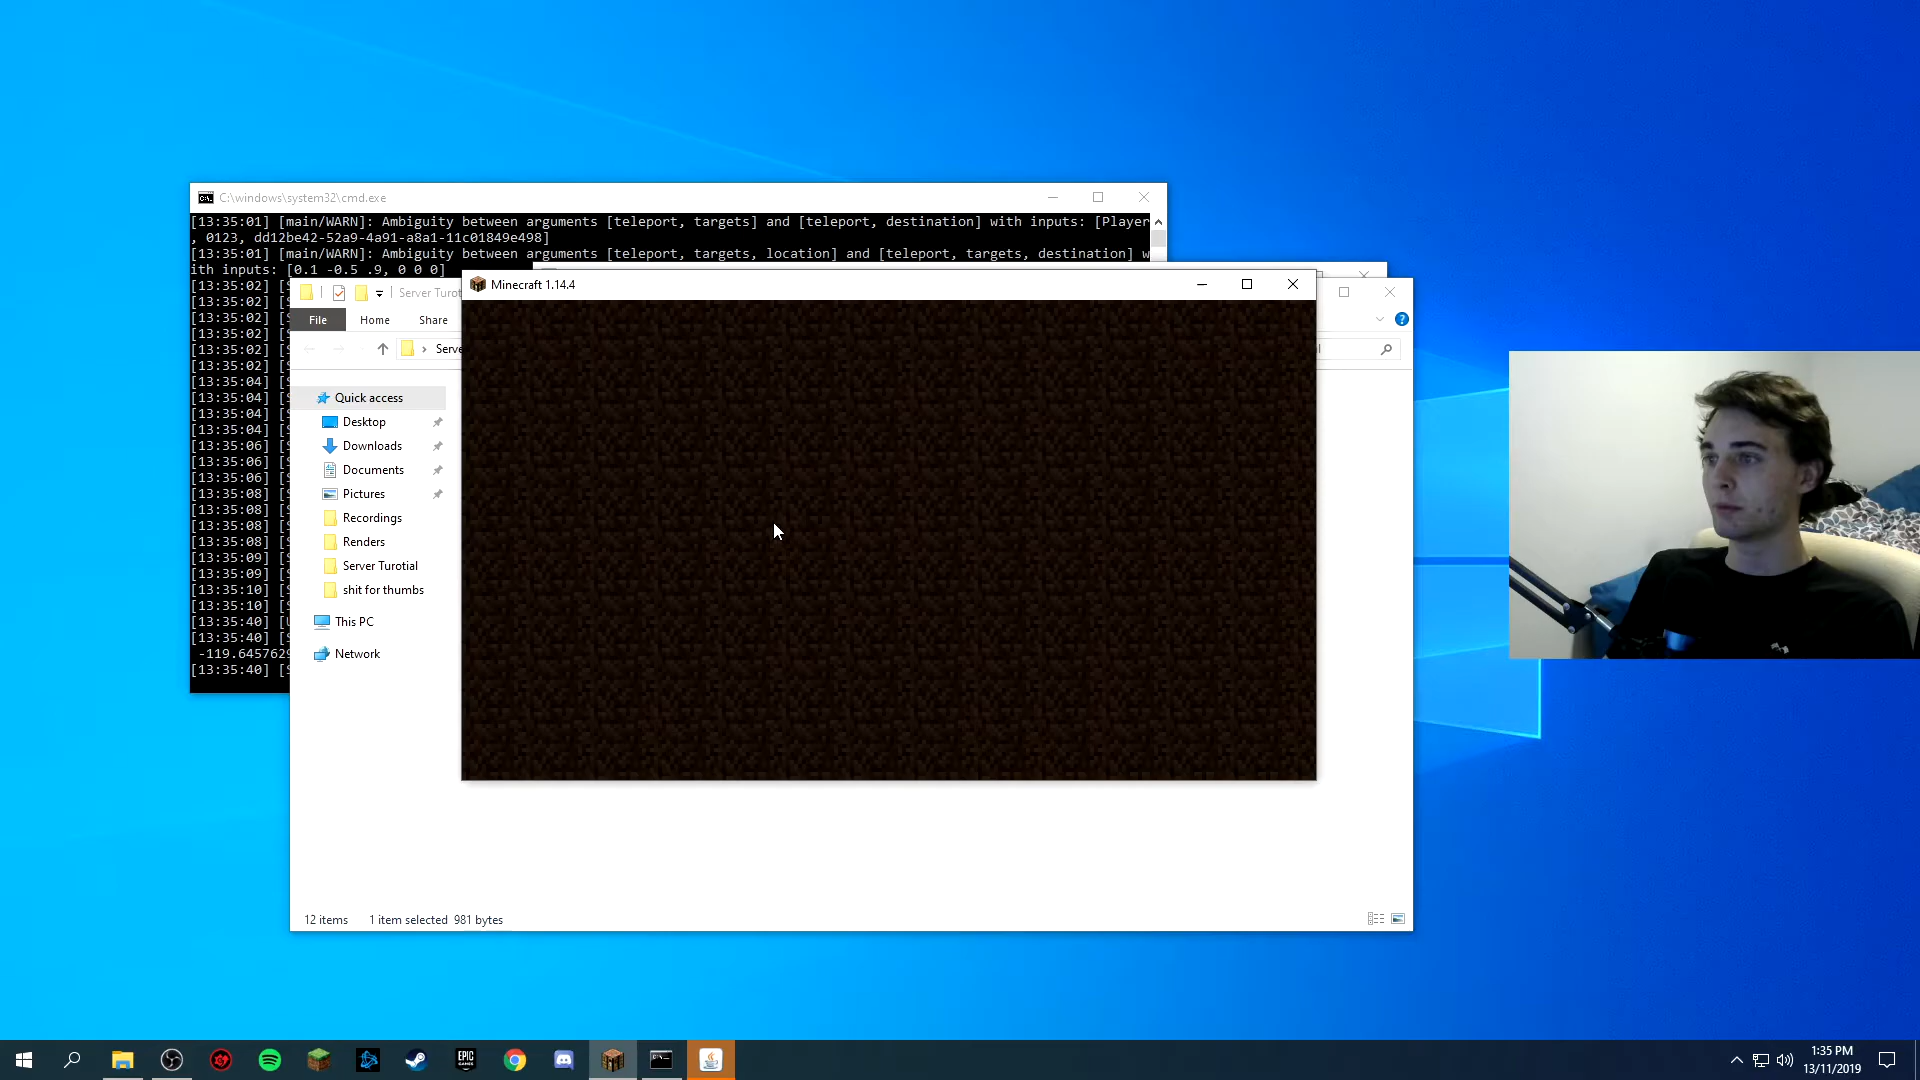 C:\windows\system32\cmd.exe
[13:35:01] [main/WARN]: Ambiguity between arguments [teleport, targets] and [teleport, destination] with inputs: [Player
, 0123, dd12be42-52a9-4a91-a8a1-11c01849e498]
[13:35:01] [main/WARN]: Ambiguity between arguments [teleport, targets, location] and [teleport, targets, destination] w
ith inputs: [0.1 -0.5 .9, 0 0 0]
[13:35:02] [S
[13:35:02] [S
[13:35:02] [S
[13:35:02] [S
[13:35:02] [S
[13:35:02] [S
[13:35:04] [S
[13:35:04] [S
[13:35:04] [S
[13:35:04] [S
[13:35:06] [S
[13:35:06] [S
[13:35:06] [S
[13:35:08] [S
[13:35:08] [S
[13:35:08] [S
[13:35:08] [S
[13:35:09] [S
[13:35:09] [S
[13:35:10] [S
[13:35:10] [S
[13:35:40] [U
[13:35:40] [S
-119.6457629
[13:35:40] [S
Minecraft 1.14.4
Server Turot
File Home Share
Serve
Quick access
Desktop
Downloads
Documents
Pictures
Recordings
Renders
Server Turotial
shit for thumbs
This PC
Network
12 items 1 item selected 981 bytes
EPIC
GAMES
1:35 PM
13/11/2019